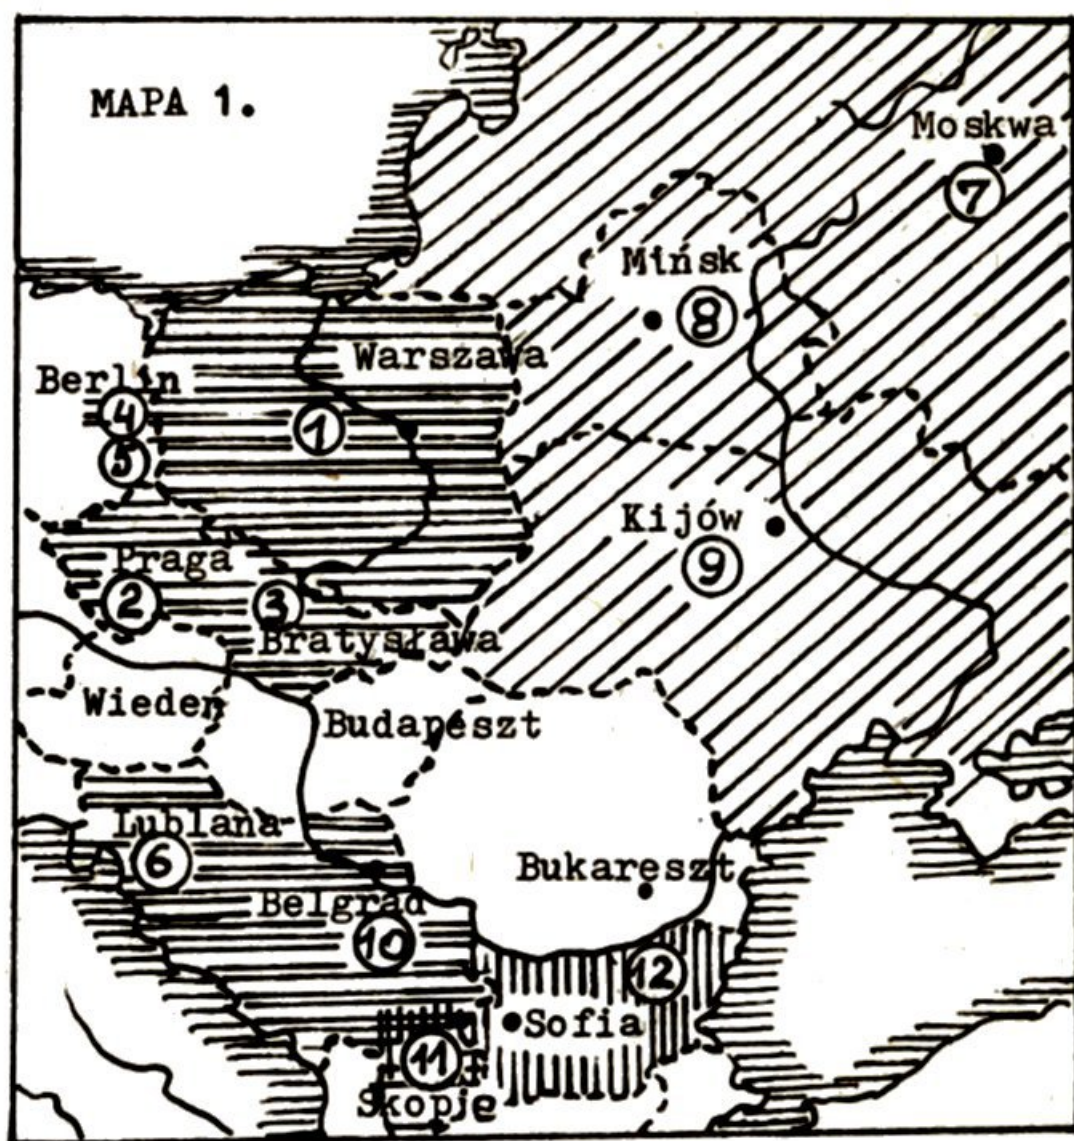 MAPA 1.
Moskwa
7
Mińsk
8
Warszawa
Berlin
4
1
5
Kijów
9
Praga
2
3
Bratysława
Wieden
Budapeszt
Lublana
6
Bukareszt
Belgrad
10
12
Sofia
11
Skopje